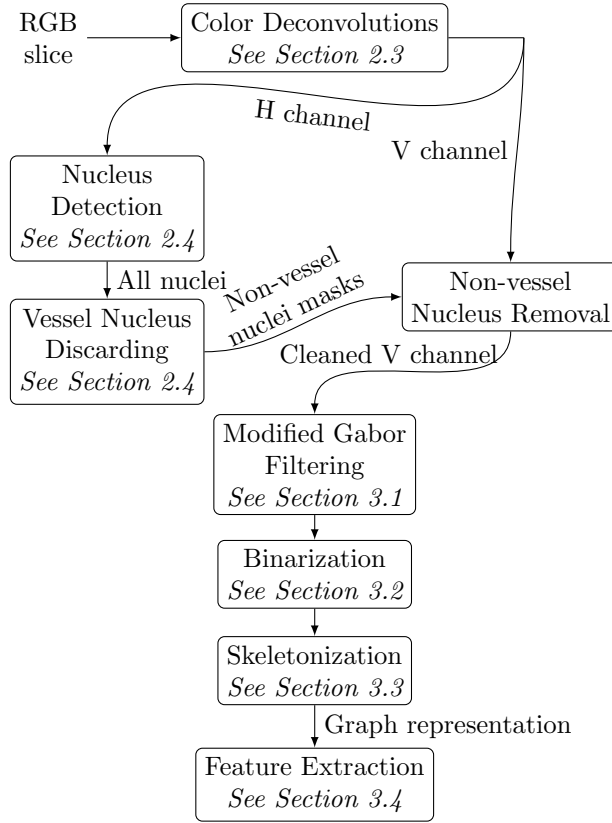 RGB
slice
Color Deconvolutions
See Section 2.3
H channel
V channel
Nucleus
Detection
See Section 2.4
All nuclei
Non-vessel
nuclei masks
Non-vessel
Nucleus Removal
Vessel Nucleus
Discarding
See Section 2.4
Cleaned V channel
Modified Gabor
Filtering
See Section 3.1
Binarization
See Section 3.2
Skeletonization
See Section 3.3
Graph representation
Feature Extraction
See Section 3.4